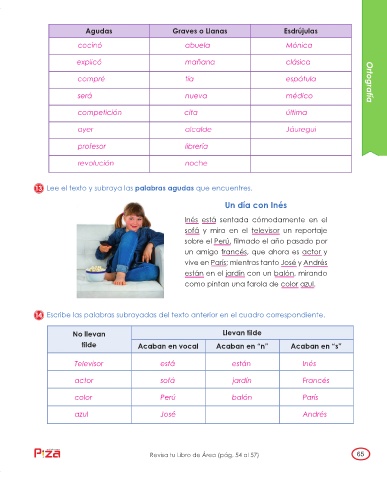 Agudas Graves o Llanas Esdrújulas
cocinó abuela Mónica
explicó mañana clásica
compré tía espátula
será nueva médico
competición cita última
ayer alcalde Jáuregui
profesor librería
revolución noche
Ortografía
13 Lee el texto y subraya las palabras agudas que encuentres.
Un día con Inés
Inés está sentada cómodamente en el
sofá y mira en el televisor un reportaje
sobre el Perú, filmado el año pasado por
un amigo francés, que ahora es actor y
vive en París; mientras tanto José y Andrés
están en el jardín con un balón, mirando
como pintan una farola de color azul.
14 Escribe las palabras subrayadas del texto anterior en el cuadro correspondiente.
No llevan tilde Llevan tilde
Acaban en vocal Acaban en "n" Acaban en "s"
Televisor está están Inés
actor sofá jardín Francés
color Perú balón París
azul José Andrés
Piza
Revisa tu Libro de Área (pág. 54 al 57)
65